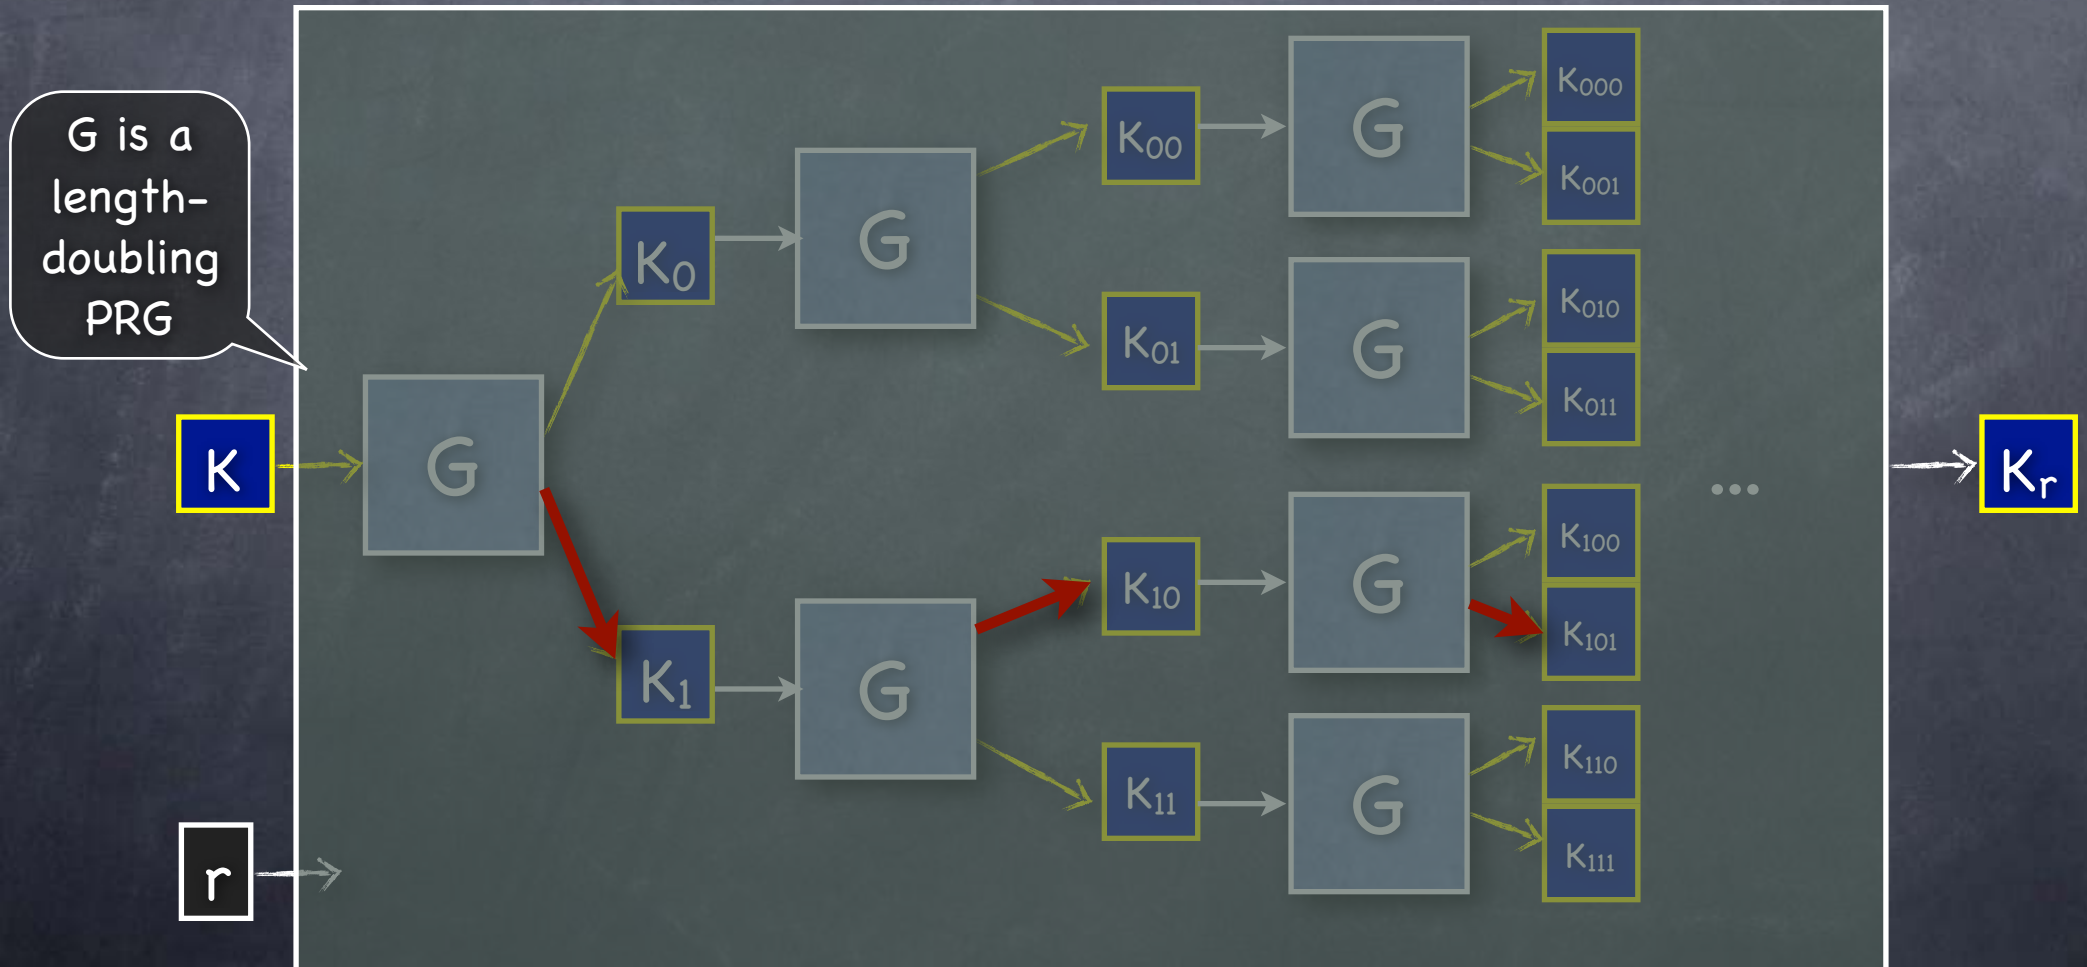 G is a
length-
doubling
PRG
K
r
G
K0
K1
G
G
K00
K01
K10
K11
G
G
G
G
K000
K001
K010
K011
K100
K101
K110
K111
...
Kr